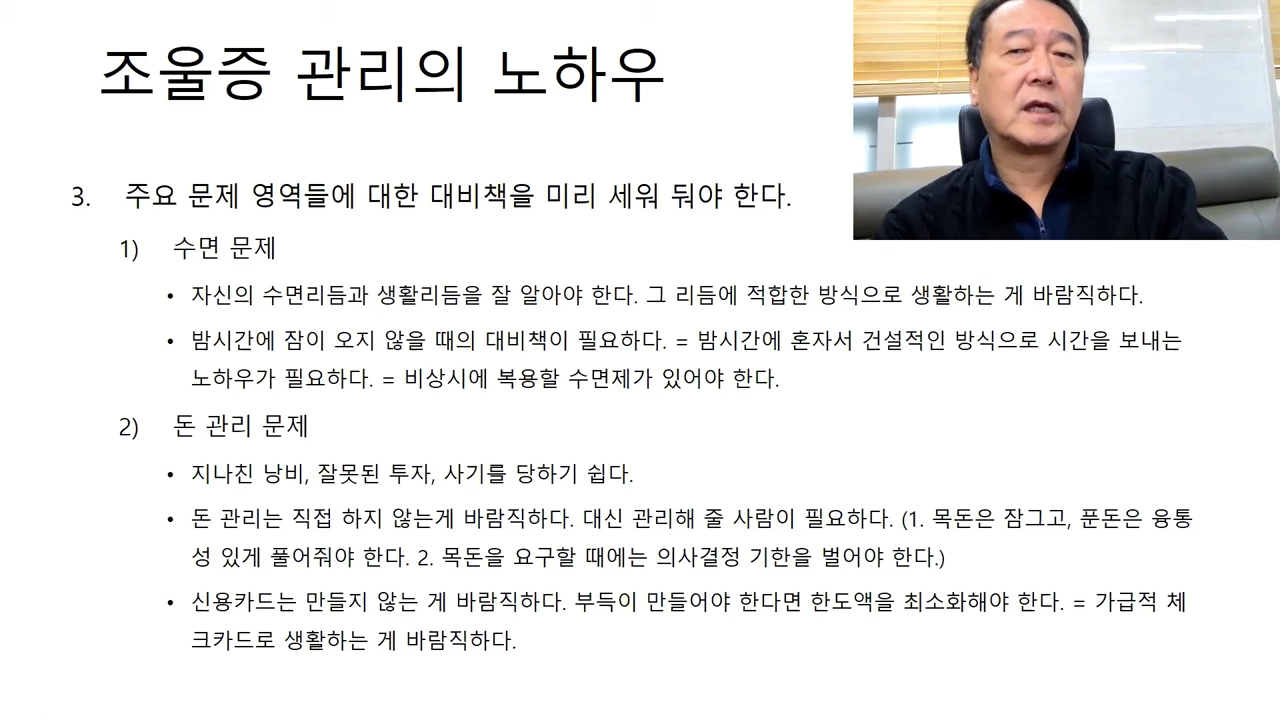 조울증 관리의 노하우
3. 주요 문제 영역들에 대한 대비책을 미리 세워 둬야 한다.
1) 수면 문제
• 자신의 수면리듬과 생활리듬을 잘 알아야 한다. 그 리듬에 적합한 방식으로 생활하는 게 바람직하다.
• 밤시간에 잠이 오지 않을 때의 대비책이 필요하다. = 밤시간에 혼자서 건설적인 방식으로 시간을 보내는
노하우가 필요하다. = 비상시에 복용할 수면제가 있어야 한다.
2) 돈 관리 문제
• 지나친 낭비, 잘못된 투자, 사기를 당하기 쉽다.
• 돈 관리는 직접 하지 않는게 바람직하다. 대신 관리해 줄 사람이 필요하다. (1. 목돈은 잠그고, 푼돈은 융통
성 있게 풀어줘야 한다. 2. 목돈을 요구할 때에는 의사결정 기한을 벌어야 한다.)
• 신용카드는 만들지 않는 게 바람직하다. 부득이 만들어야 한다면 한도액을 최소화해야 한다. = 가급적 체
크카드로 생활하는 게 바람직하다.